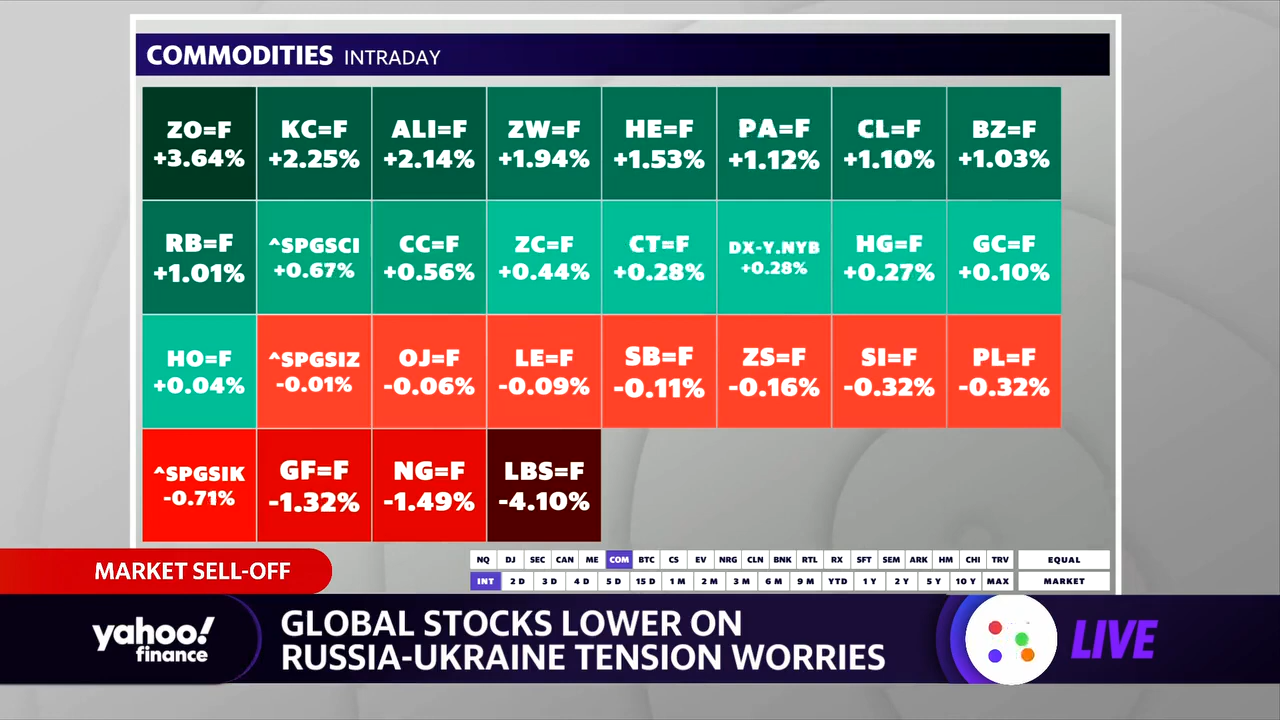 COMMODITIES INTRADAY
ZO=F KC=F ALI=F ZW=F HE=F PA=F CL=F BZ=F
+3.64% +2.25% +2.14% +1.94% +1.53% +1.12% +1.10% +1.03%
RB=F ^SPGSCI CC=F ZC=F CT=F DX-Y.NYB HG=F GC=F
+1.01% +0.67% +0.56% +0.44% +0.28% +0.28% +0.27% +0.10%
HO=F ^SPGSIZ OJ=F LE=F SB=F ZS=F SI=F PL=F
+0.04% -0.01% -0.06% -0.09% -0.11% -0.16% -0.32% -0.32%
^SPGSIK GF=F NG=F LBS=F
-0.71% -1.32% -1.49% -4.10%
NQ DJ SEC CAN ME COM BTC CS EV NRG CLN BNK RTL RX SFT SEM ARK HM CHI TRV EQUAL
INT 2 D 3 D 4 D 5 D 15 D 1 M 2 M 3 M 6 M 9 M YTD 1 Y 2 Y 5 Y 10 Y MAX MARKET
MARKET SELL-OFF
yahoo!
finance
GLOBAL STOCKS LOWER ON
RUSSIA-UKRAINE TENSION WORRIES
LIVE